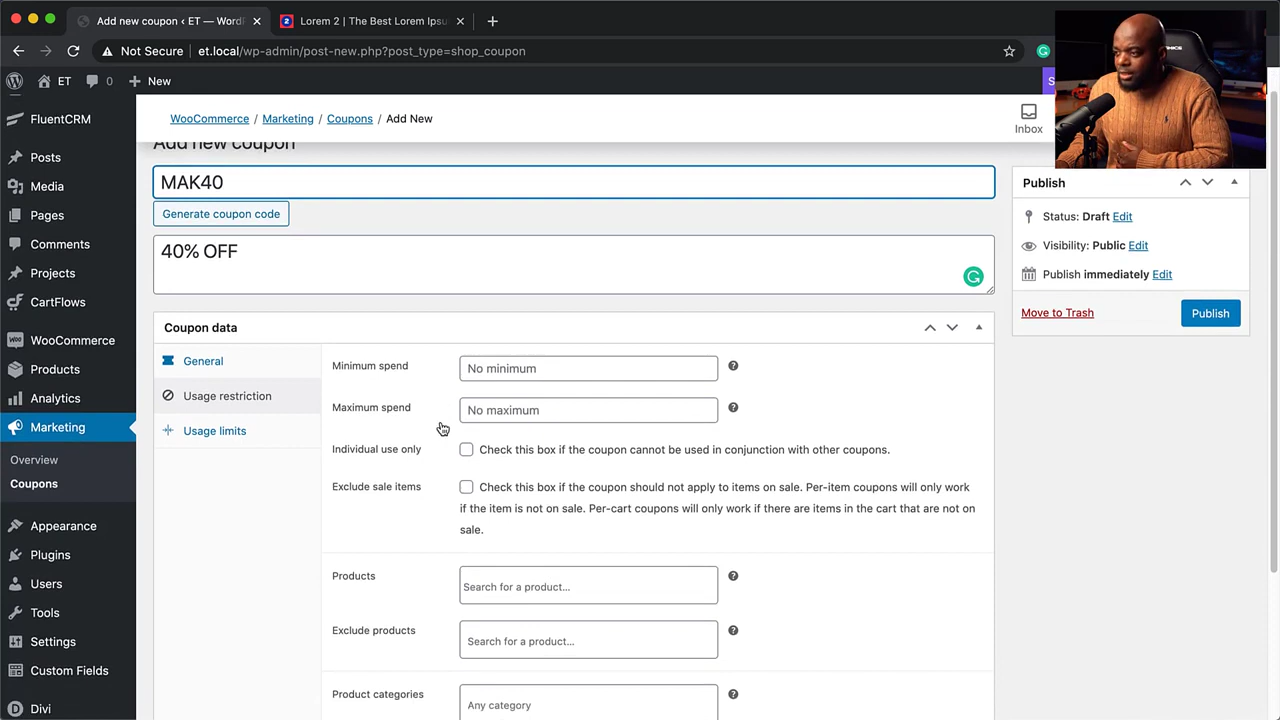 Add new coupon ‹ ET — WordP
Lorem 2 | The Best Lorem Ipsu
Not Secure
et.local/wp-admin/post-new.php?post_type=shop_coupon
ET
0
New
S
FluentCRM
Posts
Media
Pages
Comments
Projects
CartFlows
WooCommerce
Products
Analytics
Marketing
Overview
Coupons
Appearance
Plugins
Users
Tools
Settings
Custom Fields
Divi
WooCommerce / Marketing / Coupons / Add New
Inbox
Add new coupon
MAK40
Generate coupon code
40% OFF
Coupon data
General
Usage restriction
Usage limits
Minimum spend
No minimum
Maximum spend
No maximum
Individual use only
Check this box if the coupon cannot be used in conjunction with other coupons.
Exclude sale items
Check this box if the coupon should not apply to items on sale. Per-item coupons will only work
if the item is not on sale. Per-cart coupons will only work if there are items in the cart that are not on
sale.
Products
Search for a product…
Exclude products
Search for a product…
Product categories
Any category
Publish
Status: Draft Edit
Visibility: Public Edit
Publish immediately Edit
Move to Trash
Publish